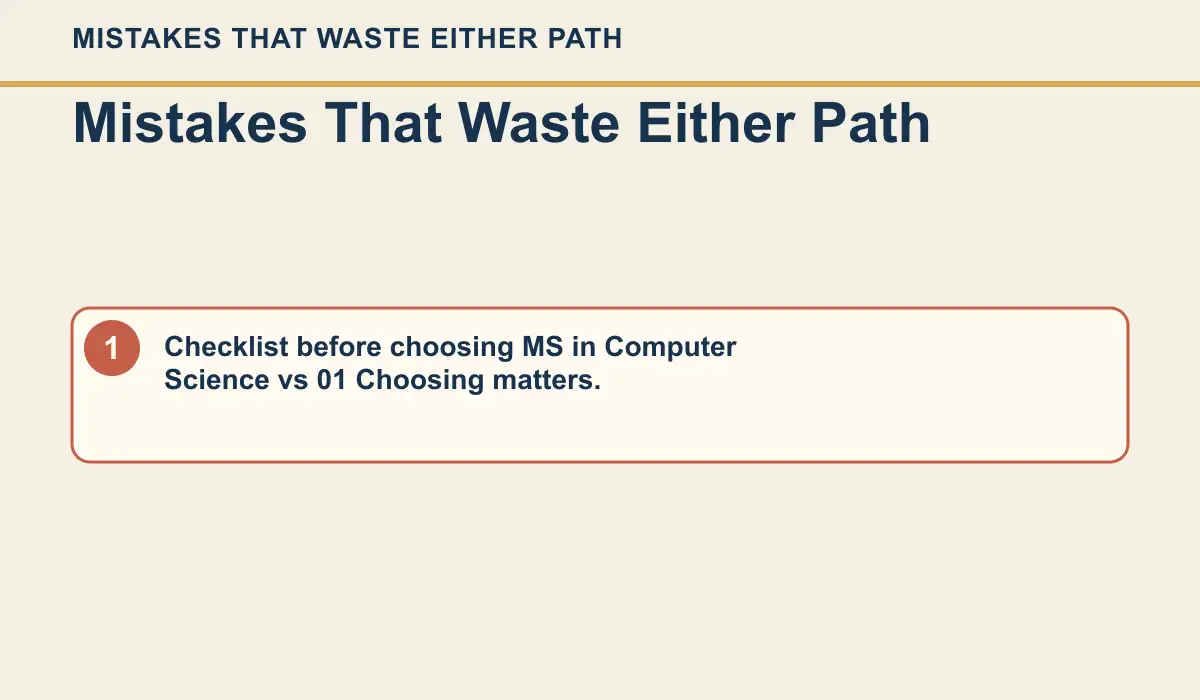 MISTAKES THAT WASTE EITHER PATH
Mistakes That Waste Either Path
1
Checklist before choosing MS in Computer
Science vs 01 Choosing matters.